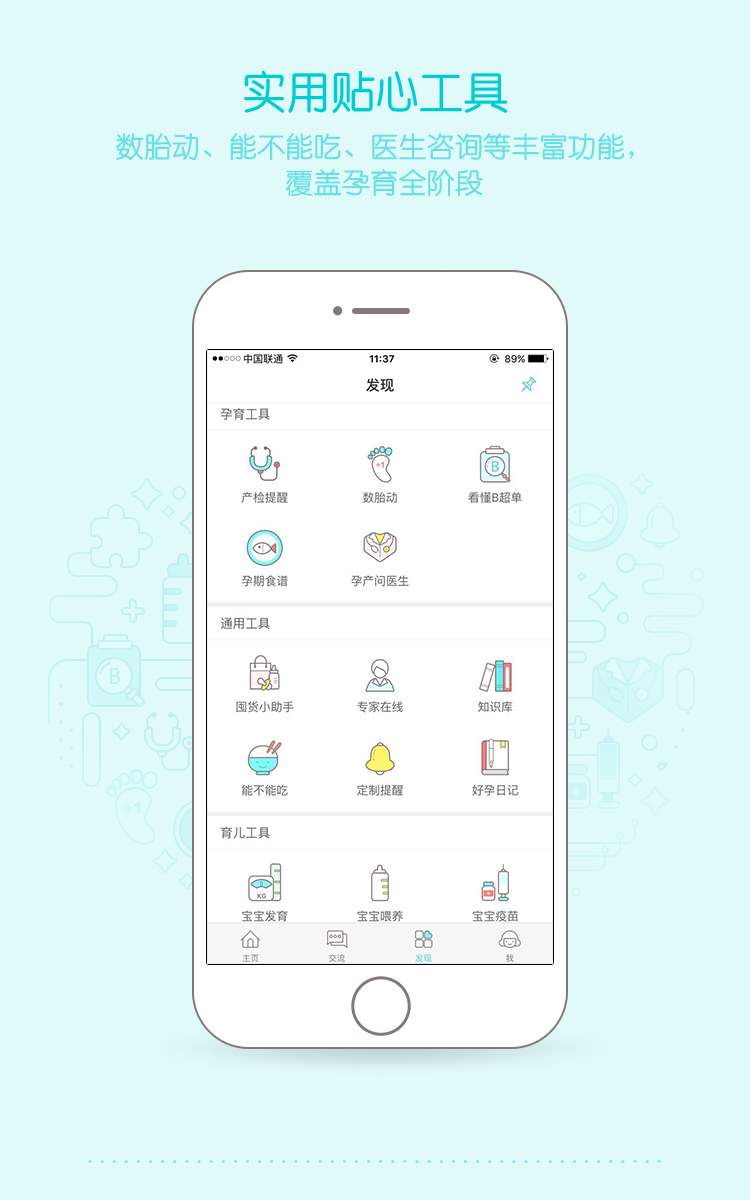 实用贴心工具
数胎动、能不能吃、医生咨询等丰富功能，
覆盖孕育全阶段
中国联通 11:37 89%
发现
孕育工具
+1 B
产检提醒 数胎动 看懂B超单
孕期食谱 孕产问医生
通用工具
囤货小助手 专家在线 知识库
能不能吃 定制提醒 好孕日记
育儿工具
KG
宝宝发育 宝宝喂养 宝宝疫苗
主页 交流 发现 我
B
+1